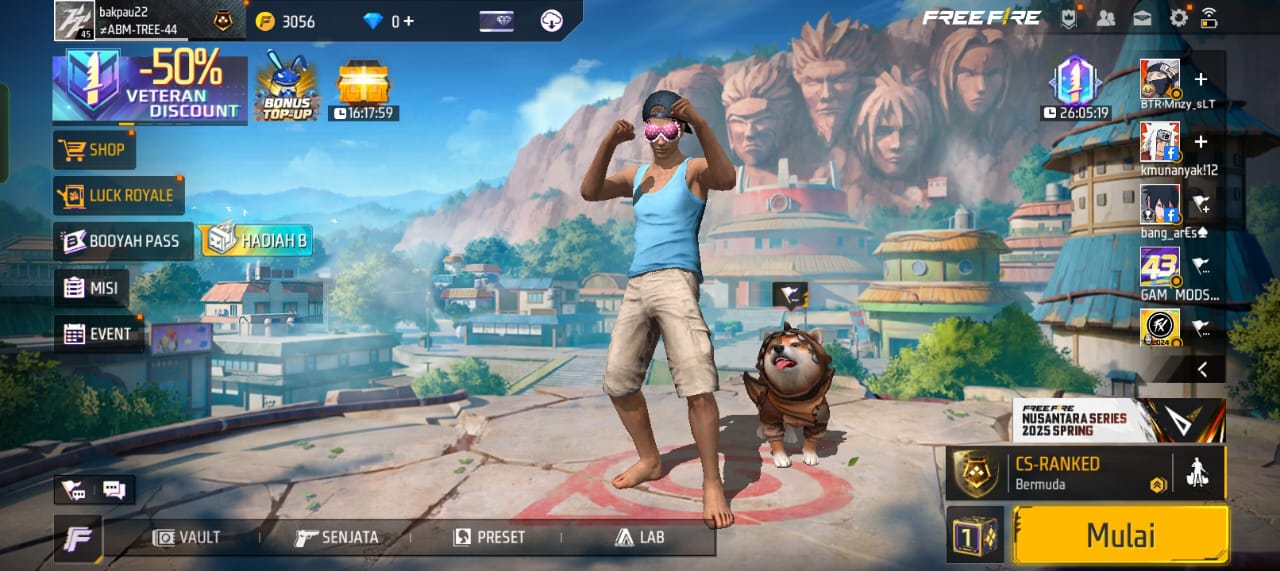 bakpau22
≠ABM-TREE-44
45
3056
0+
FREE FIRE
-50%
VETERAN
DISCOUNT
BONUS
TOP-UP
16:17:59
26:05:19
BTR·Mnzy_sLT
SHOP
kmunanyak!12
LUCK ROYALE
bang_arEs♠
BOOYAH PASS
HADIAH B
MISI
43
GAM_MODS...
EVENT
2024
FREE FIRE
NUSANTARA SERIES
2025 SPRING
CS-RANKED
Bermuda
VAULT
SENJATA
PRESET
LAB
1
Mulai